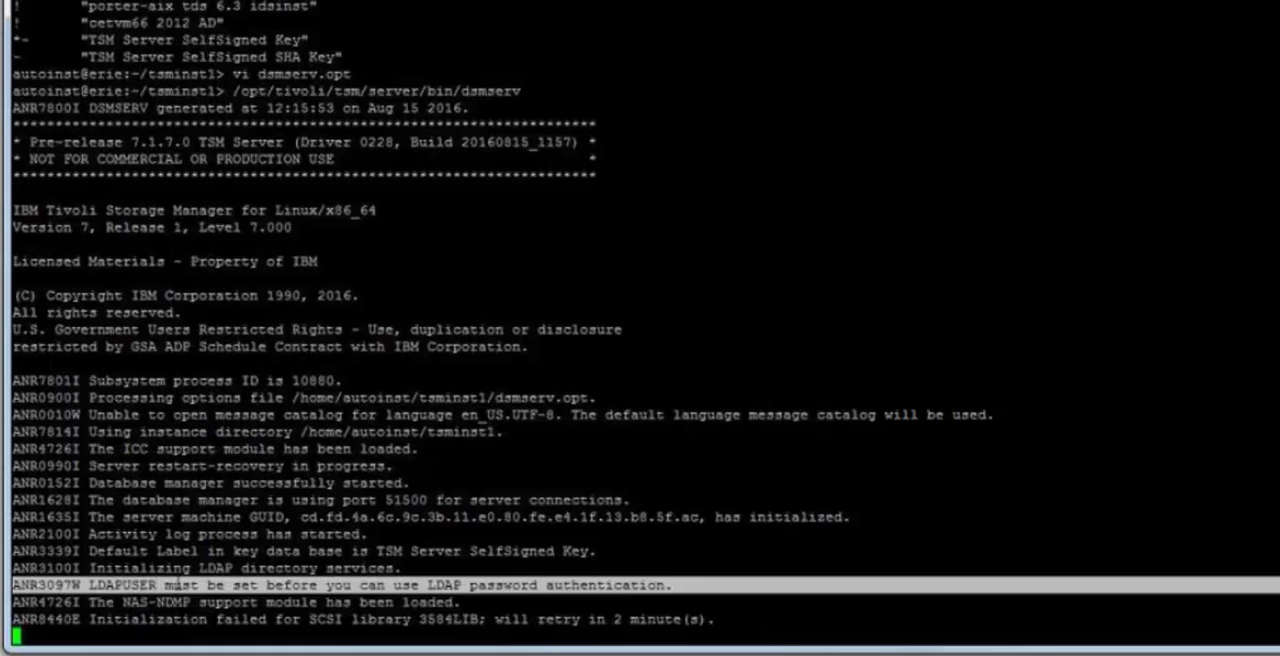 ! "porter-aix tds 6.3 idsinst"
! "cetvm66 2012 AD"
*- "TSM Server SelfSigned Key"
- "TSM Server SelfSigned SHA Key"
autoinst@erie:~/tsminst1> vi dsmserv.opt
autoinst@erie:~/tsminst1> /opt/tivoli/tsm/server/bin/dsmserv
ANR7800I DSMSERV generated at 12:15:53 on Aug 15 2016.
**********************************************************************
* Pre-release 7.1.7.0 TSM Server (Driver 0228, Build 20160815_1157) *
* NOT FOR COMMERCIAL OR PRODUCTION USE *
**********************************************************************
IBM Tivoli Storage Manager for Linux/x86_64
Version 7, Release 1, Level 7.000
Licensed Materials - Property of IBM
(C) Copyright IBM Corporation 1990, 2016.
All rights reserved.
U.S. Government Users Restricted Rights - Use, duplication or disclosure
restricted by GSA ADP Schedule Contract with IBM Corporation.
ANR7801I Subsystem process ID is 10880.
ANR0900I Processing options file /home/autoinst/tsminst1/dsmserv.opt.
ANR0010W Unable to open message catalog for language en_US.UTF-8. The default language message catalog will be used.
ANR7814I Using instance directory /home/autoinst/tsminst1.
ANR4726I The ICC support module has been loaded.
ANR0990I Server restart-recovery in progress.
ANR0152I Database manager successfully started.
ANR1628I The database manager is using port 51500 for server connections.
ANR1635I The server machine GUID, cd.fd.4a.6c.9c.3b.11.e0.80.fe.e4.1f.13.b8.5f.ac, has initialized.
ANR2100I Activity log process has started.
ANR3339I Default Label in key data base is TSM Server SelfSigned Key.
ANR3100I Initializing LDAP directory services.
ANR3097W LDAPUSER must be set before you can use LDAP password authentication.
ANR4726I The NAS-NDMP support module has been loaded.
ANR8440E Initialization failed for SCSI library 3584LIB; will retry in 2 minute(s).